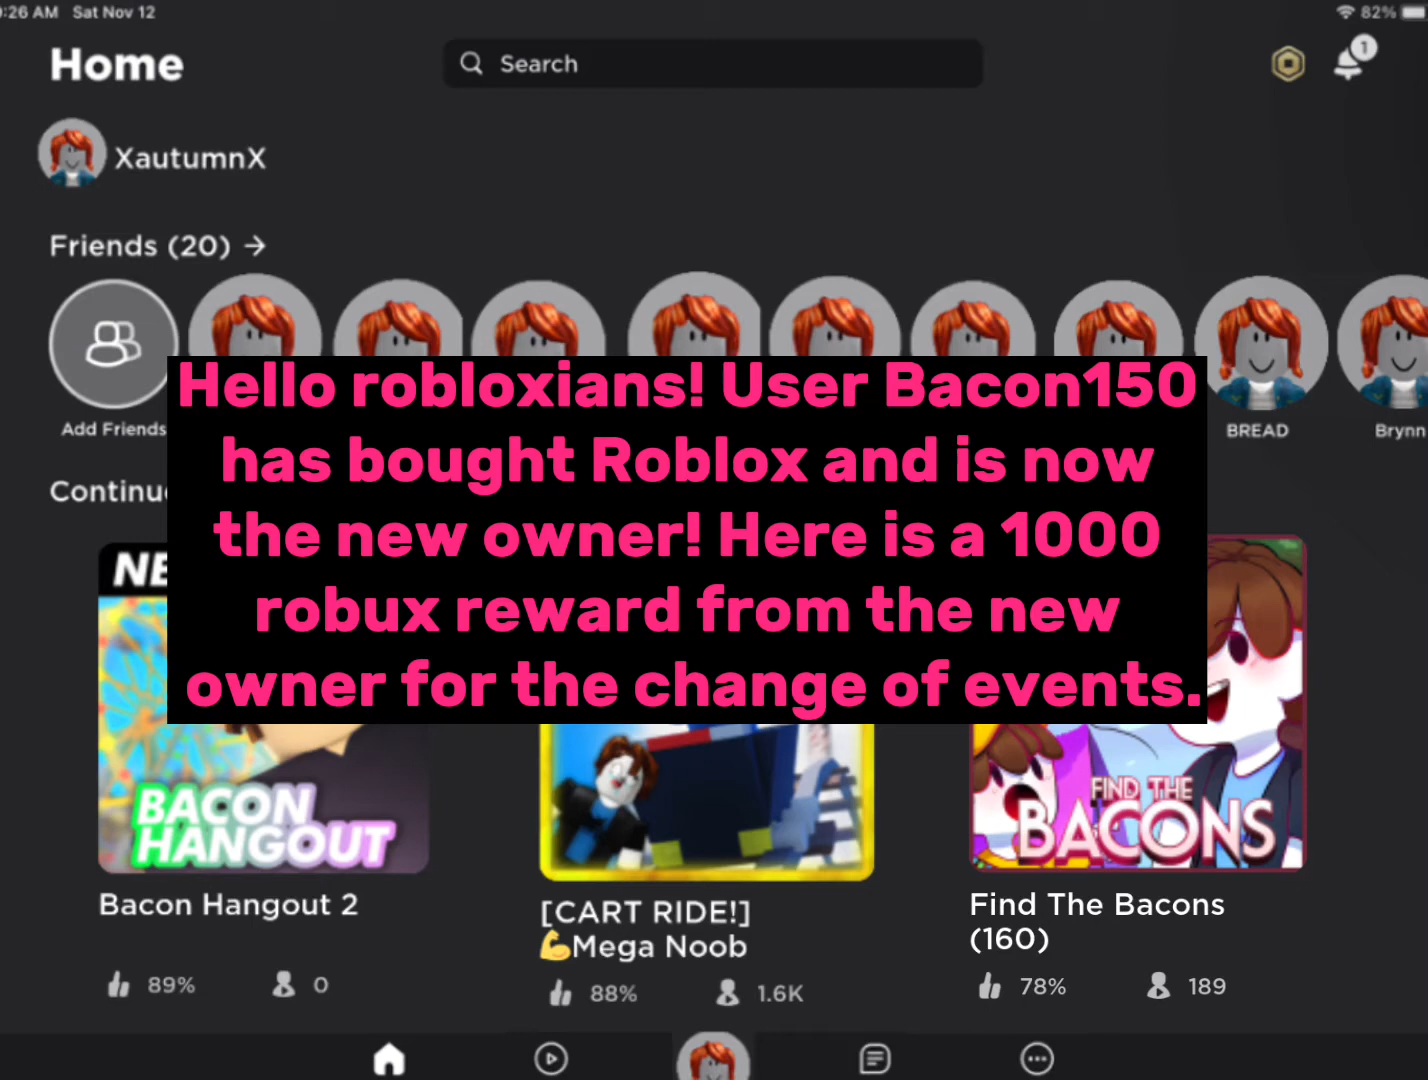 :26 AM Sat Nov 12
82%
Home
Search
1
XautumnX
Friends (20) →
Add Friends
BREAD
Brynn
Hello robloxians! User Bacon150
has bought Roblox and is now
the new owner! Here is a 1000
robux reward from the new
owner for the change of events.
BACON
HANGOUT
FIND THE
BACONS
Bacon Hangout 2
[CART RIDE!]
💪Mega Noob
Find The Bacons
(160)
89%
0
88%
1.6K
78%
189